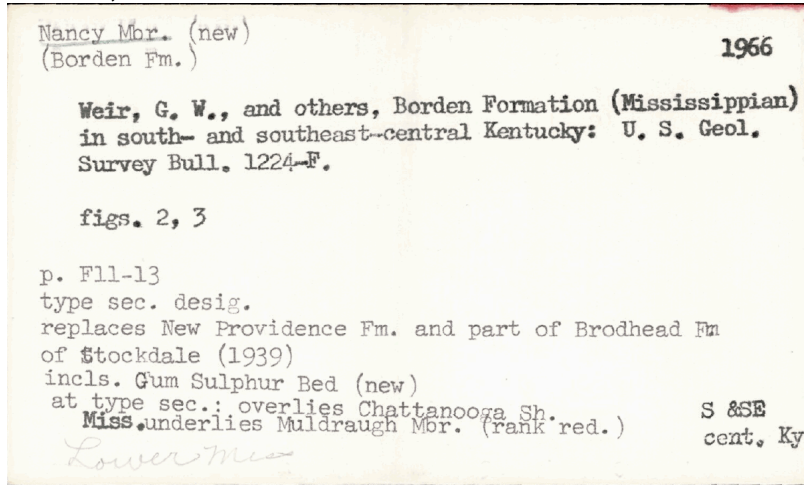 Nancy Mbr. (new)
(Borden Fm.)
1966
Weir, G. W., and others, Borden Formation (Mississippian)
in south- and southeast-central Kentucky: U. S. Geol.
Survey Bull. 1224-F.
figs. 2, 3
p. F11-13
type sec. desig.
replaces New Providence Fm. and part of Brodhead Fm
of Stockdale (1939)
incls. Gum Sulphur Bed (new)
at type sec.: overlies Chattanooga Sh.
Miss. underlies Muldraugh Mbr. (rank red.)
S &SE
cent. Ky
Lower Miss